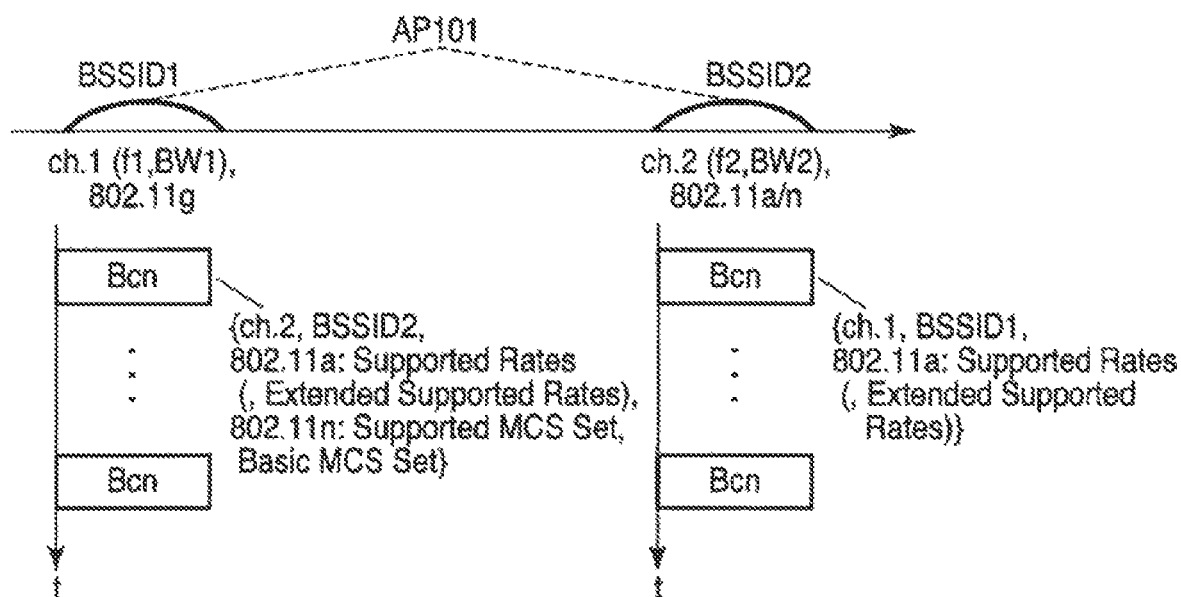 AP101
BSSID1
BSSID2
ch.1 (f1,BW1),
802.11g
ch.2 (f2,BW2),
802.11a/n
Bcn
{ch.2, BSSID2,
802.11a: Supported Rates
(, Extended Supported Rates),
802.11n: Supported MCS Set,
Basic MCS Set}
Bcn
t
Bcn
{ch.1, BSSID1,
802.11a: Supported Rates
(, Extended Supported
Rates)}
Bcn
t